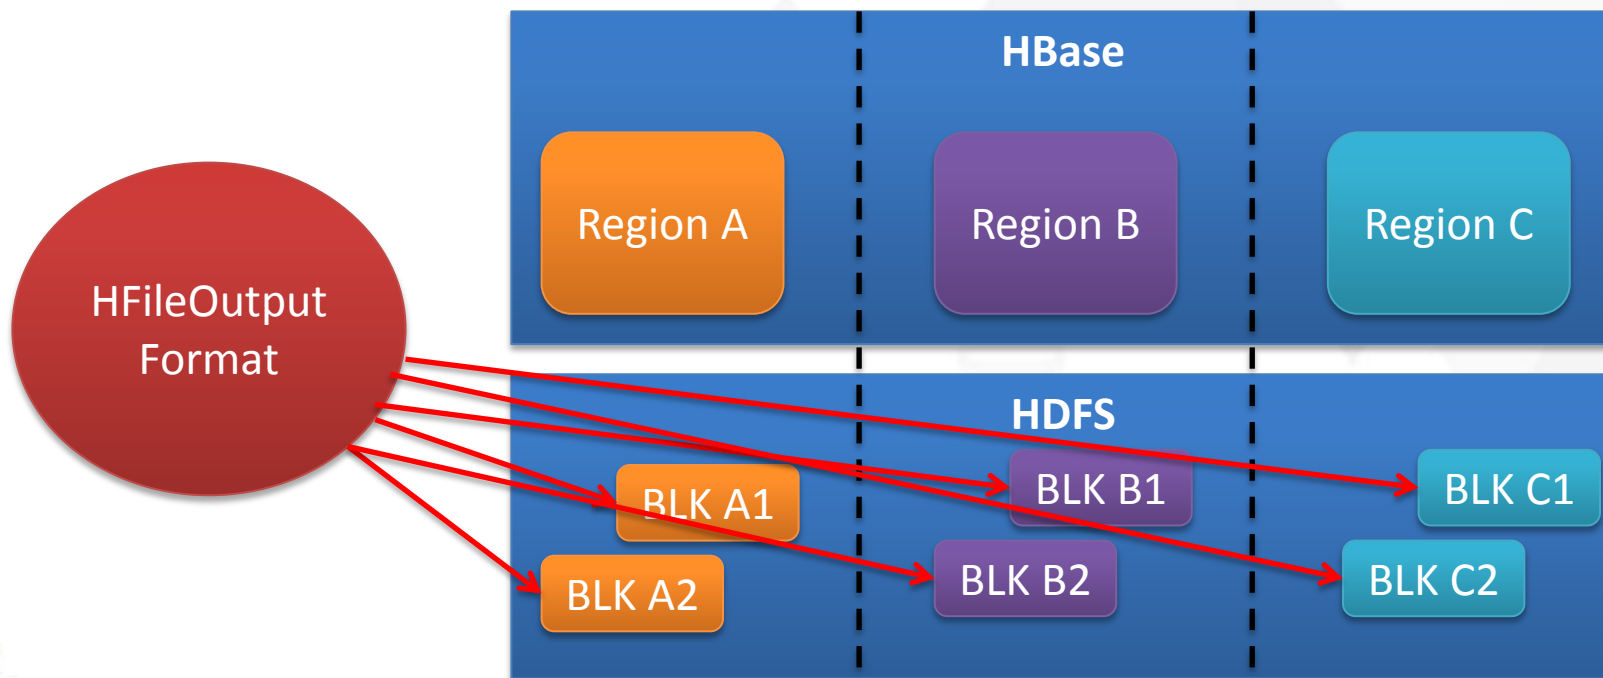 HBase
Region A
Region B
Region C
HFileOutput
Format
HDFS
BLK A1
BLK B1
BLK C1
BLK A2
BLK B2
BLK C2